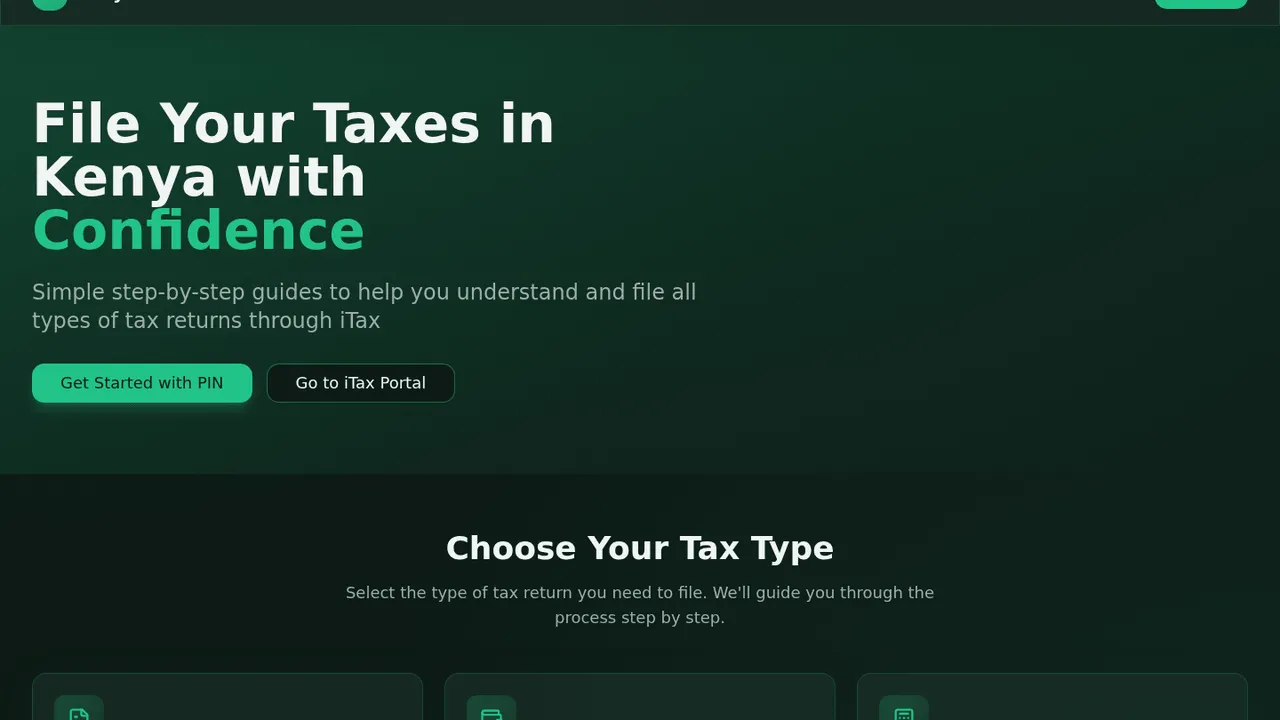 File Your Taxes in
Kenya with
Confidence
Simple step-by-step guides to help you understand and file all
types of tax returns through iTax
Get Started with PIN
Go to iTax Portal
Choose Your Tax Type
Select the type of tax return you need to file. We'll guide you through the
process step by step.